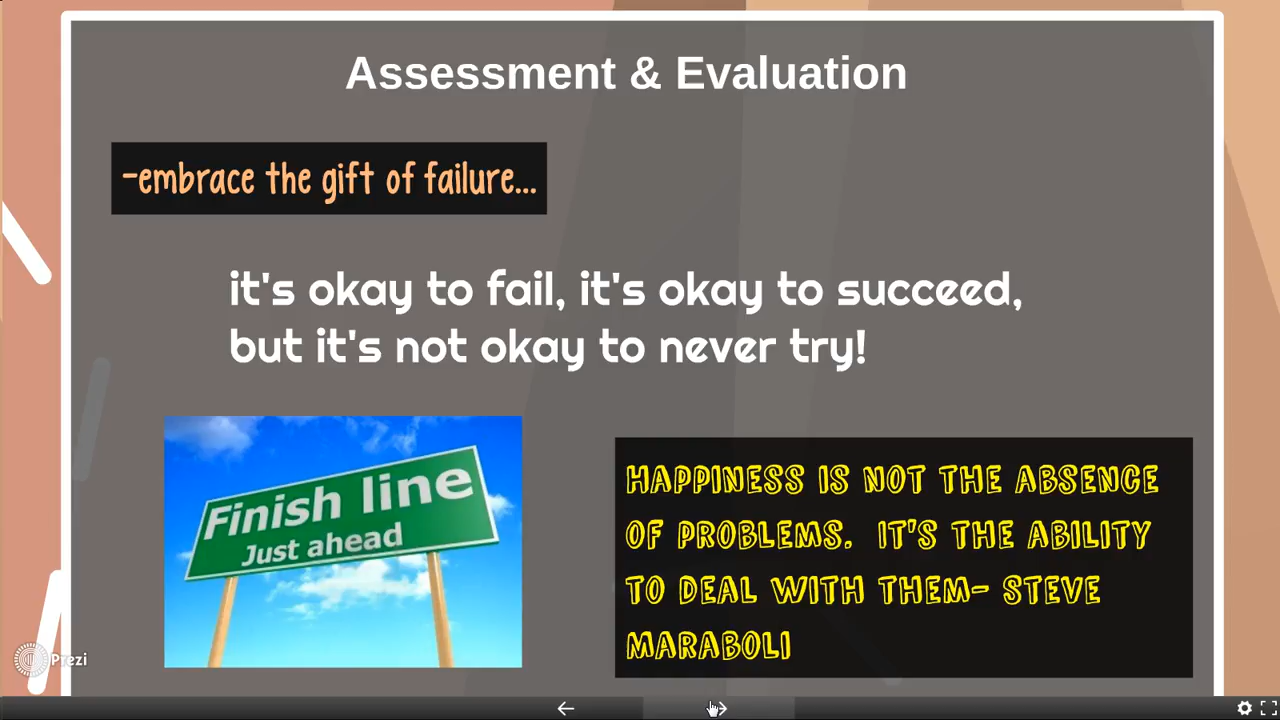 Assessment & Evaluation
-embrace the gift of failure...
it's okay to fail, it's okay to succeed,
but it's not okay to never try!
Finish line
Just ahead
HAPPINESS IS NOT THE ABSENCE
OF PROBLEMS. IT'S THE ABILITY
TO DEAL WITH THEM- STEVE
MARABOLI
Prezi